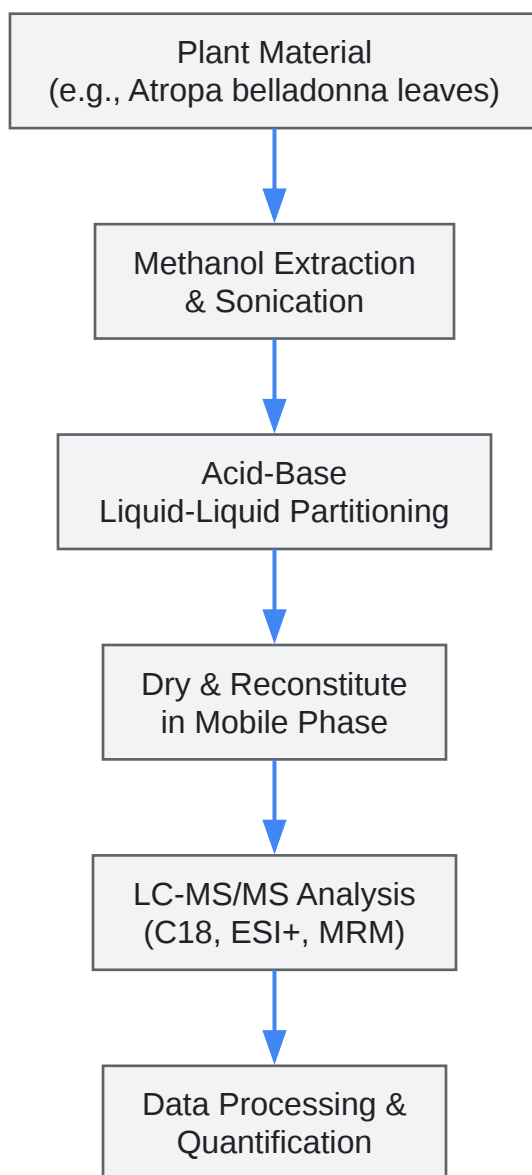 Plant Material
(e.g., Atropa belladonna leaves)
Methanol Extraction
& Sonication
Acid-Base
Liquid-Liquid Partitioning
Dry & Reconstitute
in Mobile Phase
LC-MS/MS Analysis
(C18, ESI+, MRM)
Data Processing &
Quantification